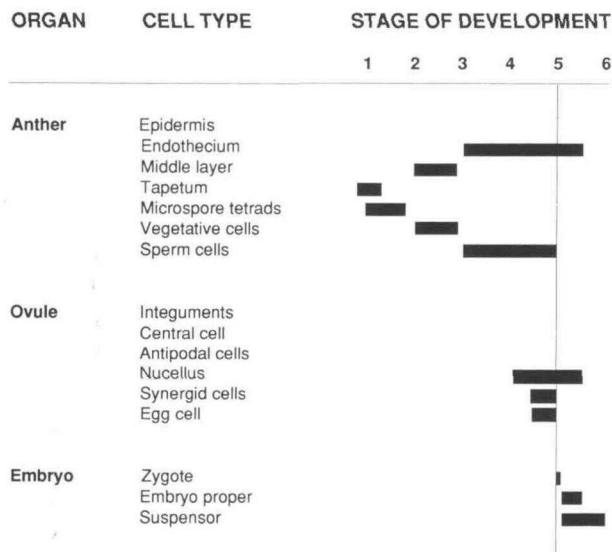 ORGAN CELL TYPE STAGE OF DEVELOPMENT
1 2 3 4 5 6
Anther Epidermis
Endothecium
Middle layer
Tapetum
Microspore tetrads
Vegetative cells
Sperm cells
Ovule Integuments
Central cell
Antipodal cells
Nucellus
Synergid cells
Egg cell
Embryo Zygote
Embryo proper
Suspensor